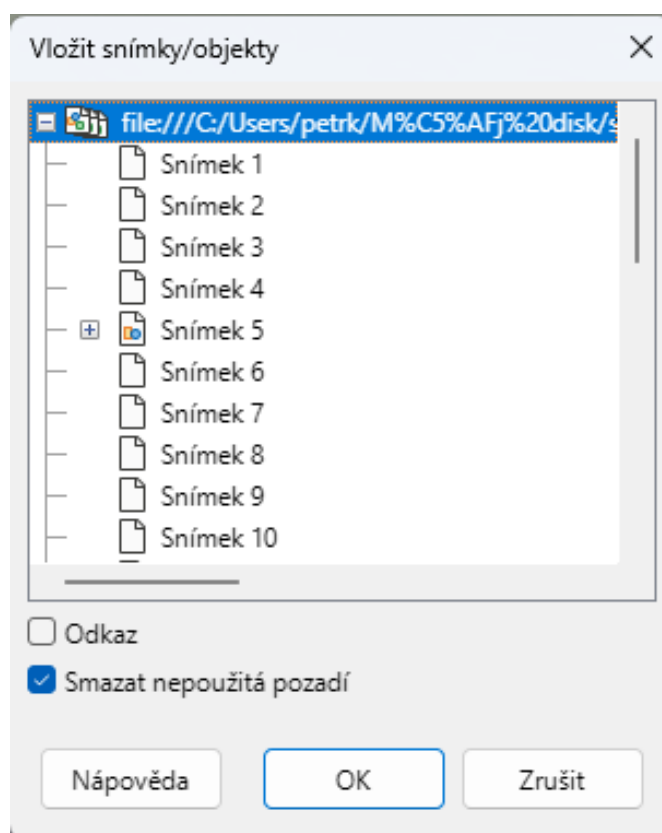 Vložit snímky/objekty
file:///C:/Users/petrk/M%C5%AFj%20disk/s
Snímek 1
Snímek 2
Snímek 3
Snímek 4
Snímek 5
Snímek 6
Snímek 7
Snímek 8
Snímek 9
Snímek 10
Odkaz
Smazat nepoužitá pozadí
Nápověda OK Zrušit